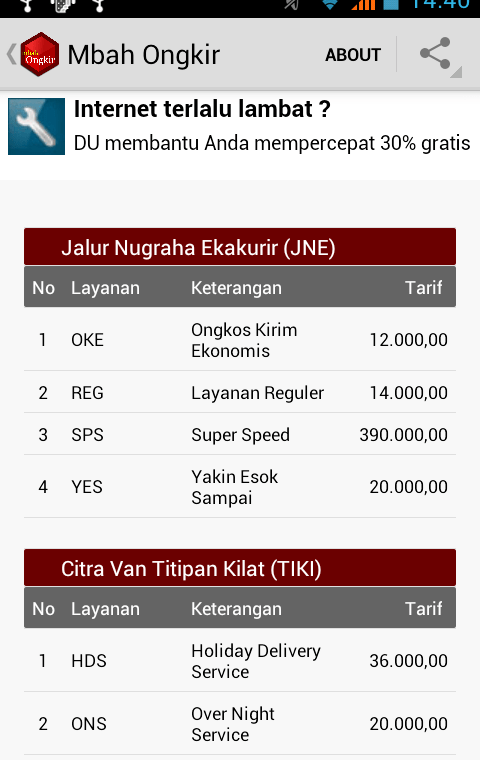 14:40
mbah
Ongkir
Mbah Ongkir
ABOUT
Internet terlalu lambat ?
DU membantu Anda mempercepat 30% gratis
Jalur Nugraha Ekakurir (JNE)
No Layanan Keterangan Tarif
1 OKE Ongkos Kirim Ekonomis 12.000,00
2 REG Layanan Reguler 14.000,00
3 SPS Super Speed 390.000,00
4 YES Yakin Esok Sampai 20.000,00
Citra Van Titipan Kilat (TIKI)
No Layanan Keterangan Tarif
1 HDS Holiday Delivery Service 36.000,00
2 ONS Over Night Service 20.000,00